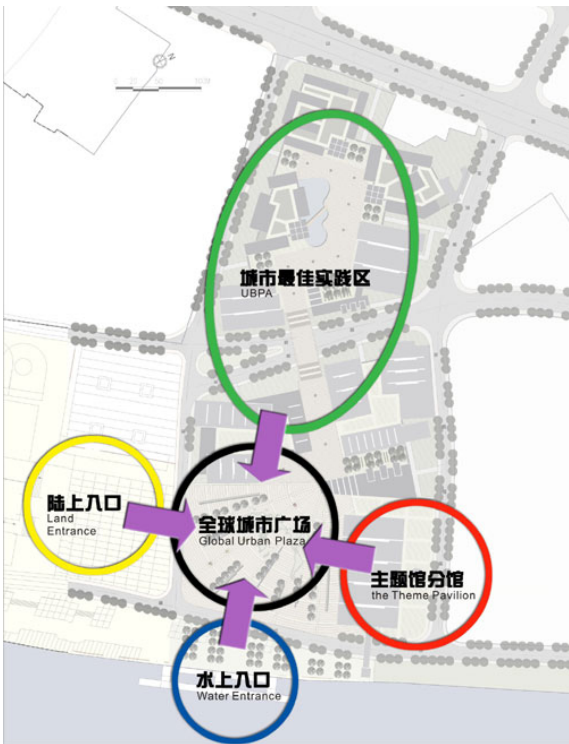 N
城市最佳实践区
UBPA
陆上入口
Land
Entrance
全球城市广场
Global Urban Plaza
主题馆分馆
the Theme Pavilion
水上入口
Water Entrance